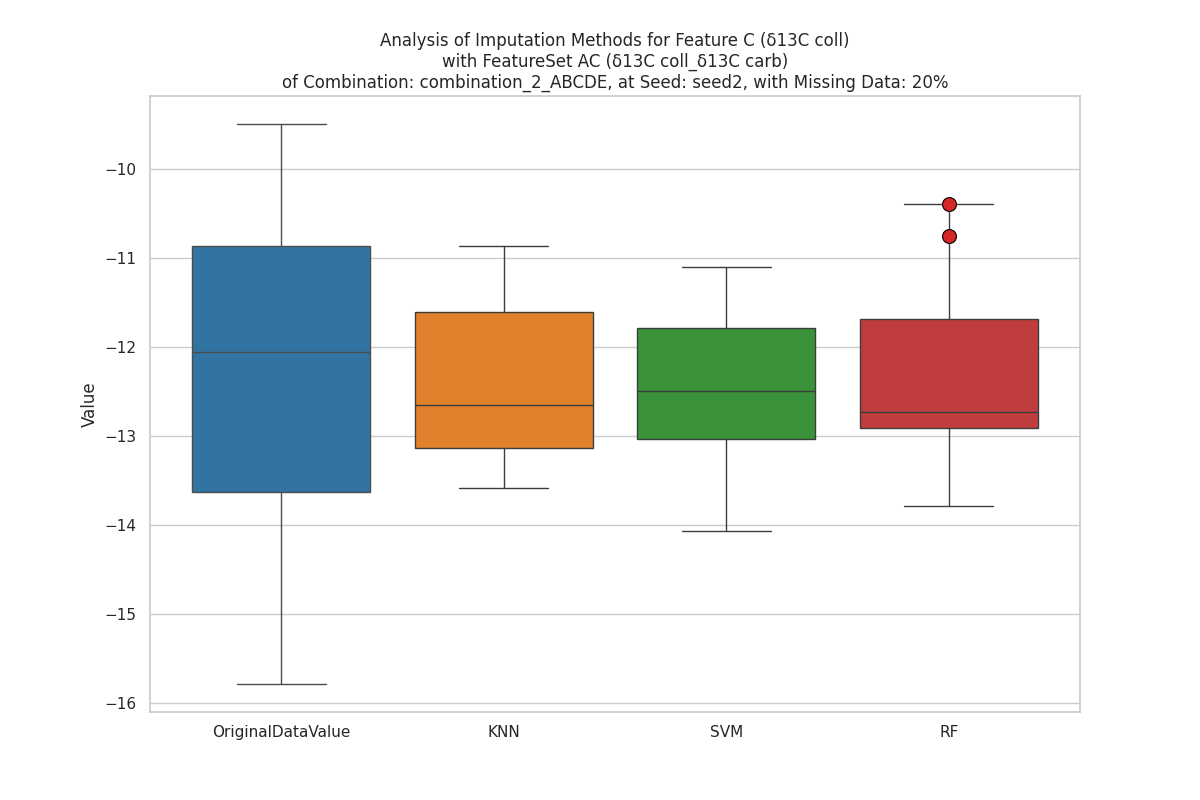 Analysis of Imputation Methods for Feature C (δ13C coll)
with FeatureSet AC (δ13C coll_δ13C carb)
of Combination: combination_2_ABCDE, at Seed: seed2, with Missing Data: 20%
Value
−10
−11
−12
−13
−14
−15
−16
OriginalDataValue
KNN
SVM
RF